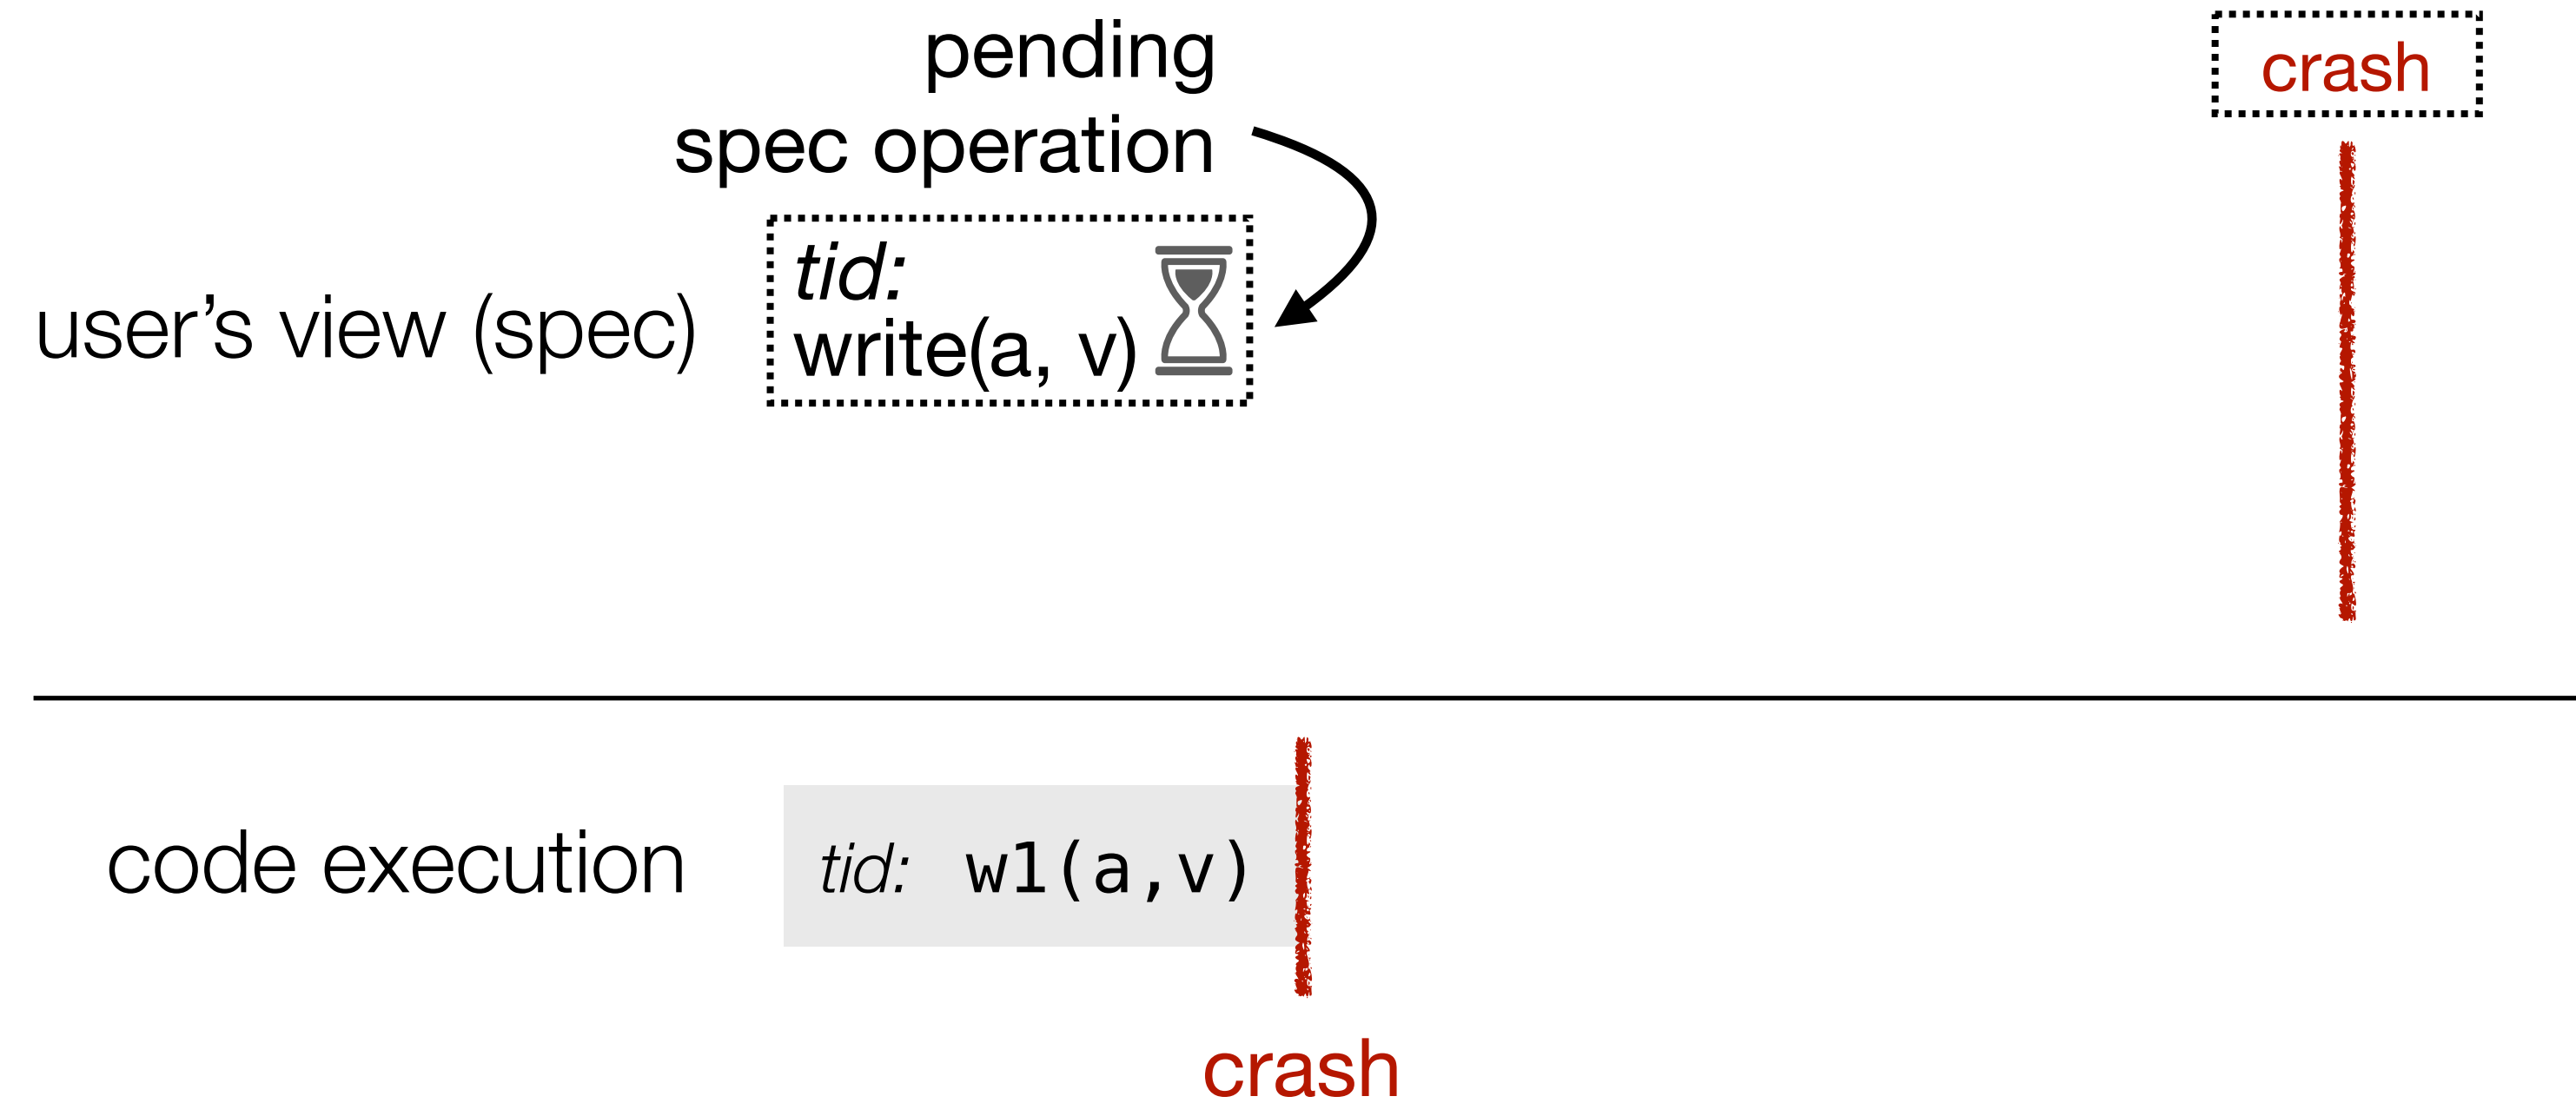 pending
spec operation
crash
tid:
write(a, v)
user’s view (spec)
code execution
tid: w1(a,v)
crash